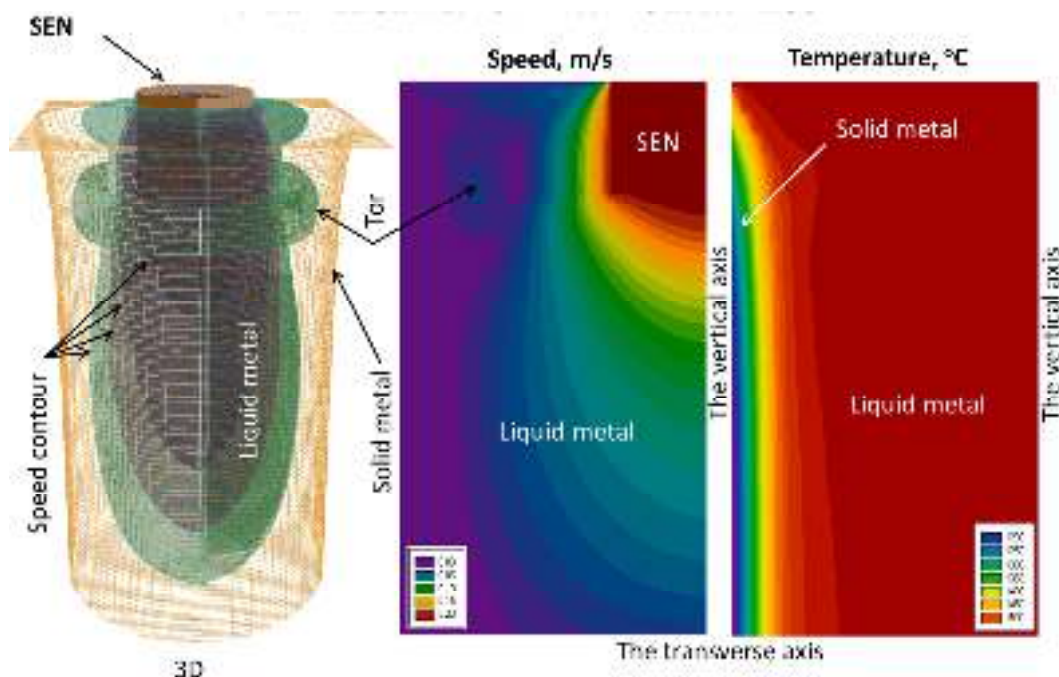 SEN
Speed, m/s
Temperature, °C
Solid metal
SEN
Tor
Liquid metal
Speed contour
Solid metal
Liquid metal
The vertical axis
Liquid metal
The vertical axis
The transverse axis
3D